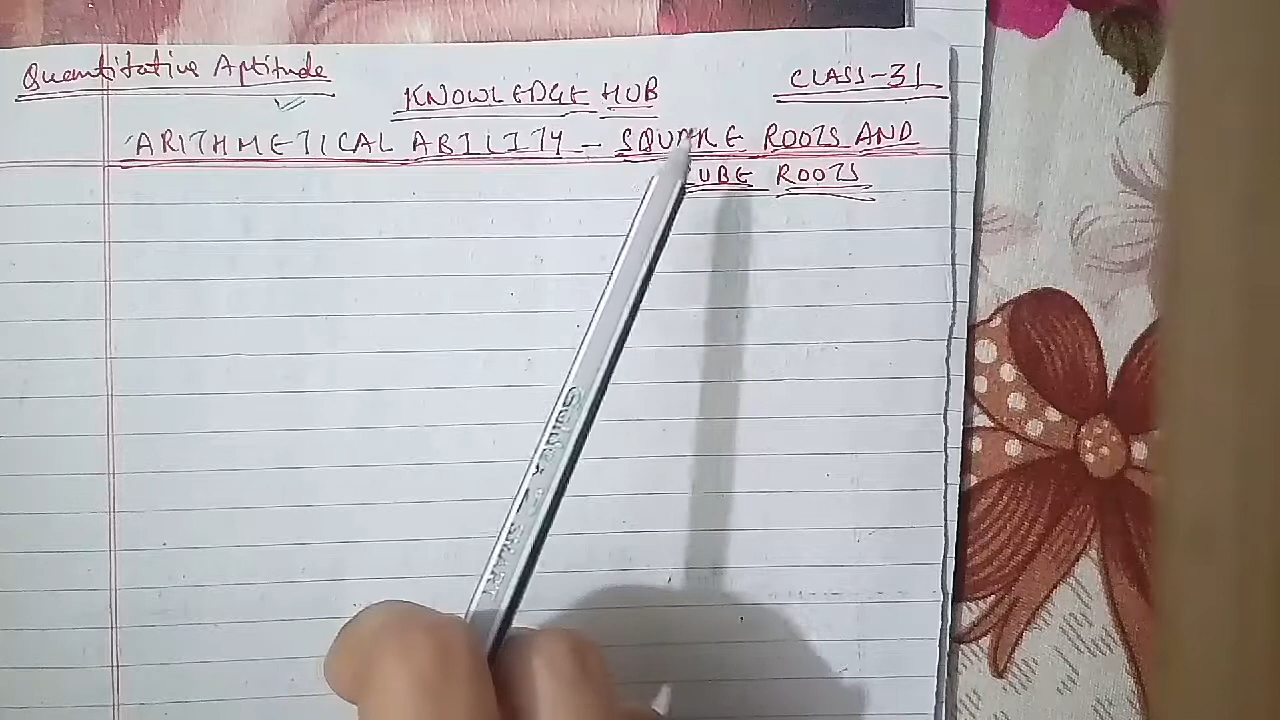 Quantitative Aptitude
KNOWLEDGE HUB
CLASS-31
ARITHMETICAL ABILITY - SQUARE ROOTS AND
CUBE ROOTS